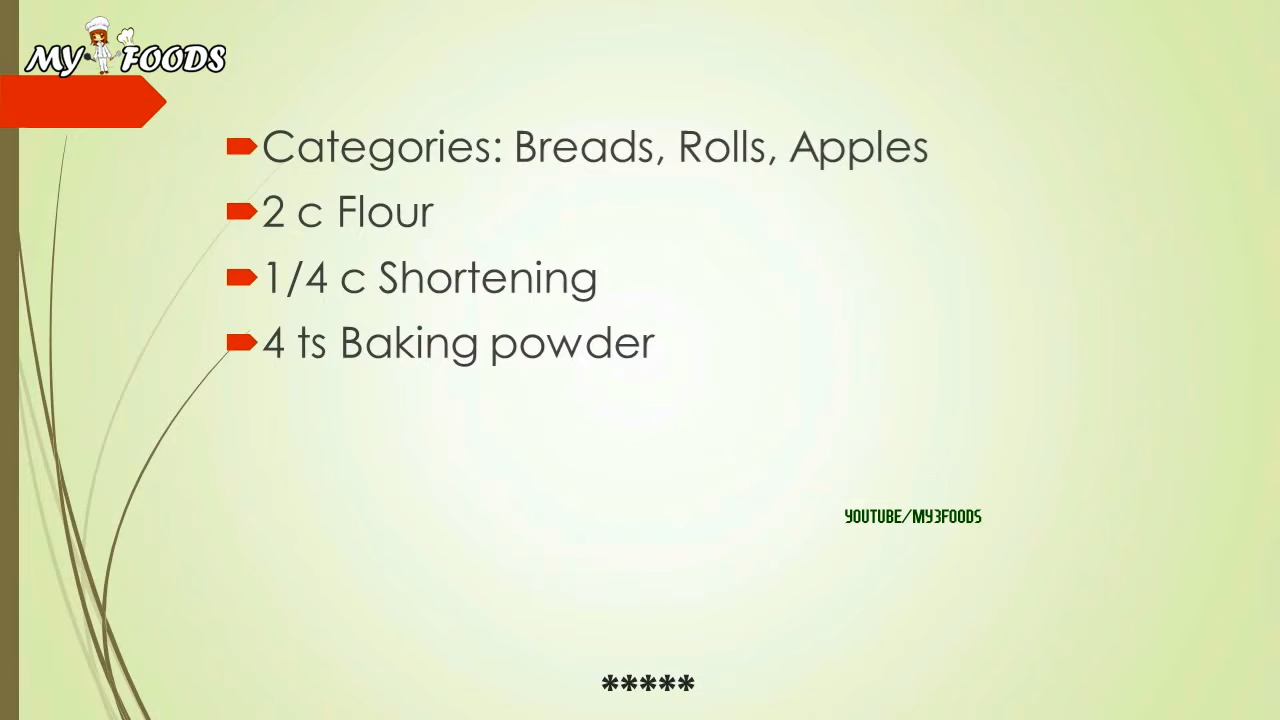 MY FOODS
Categories: Breads, Rolls, Apples
2 c Flour
1/4 c Shortening
4 ts Baking powder
YOUTUBE/MY3FOODS
*****